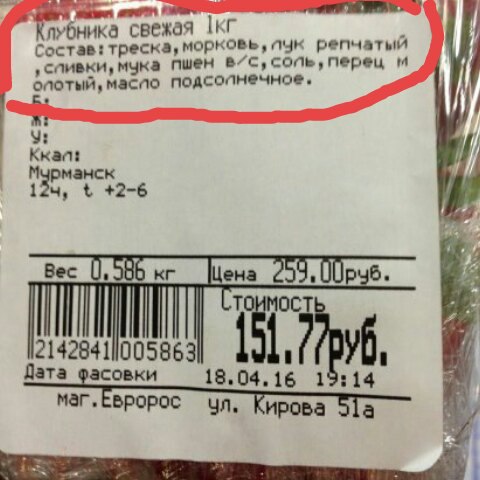 Клубника свежая 1кг
Состав:треска,морковь,лук репчатый
,сливки,мука пшен в/с,соль,перец м
олотый,масло подсолнечное.
Б:
Ж:
У:
Ккал:
Мурманск
12ч, t +2-6
Вес 0.586 кг Цена 259.00руб.
Стоимость
151.77руб.
2142841 005863
Дата фасовки 18.04.16 19:14
маг.Евророс ул. Кирова 51а